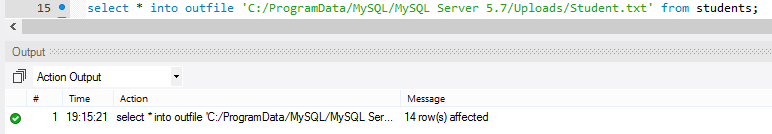 15 select * into outfile 'C:/ProgramData/MySQL/MySQL Server 5.7/Uploads/Student.txt' from students;
Output
Action Output
# Time Action Message
1 19:15:21 select * into outfile 'C:/ProgramData/MySQL/MySQL Ser... 14 row(s) affected